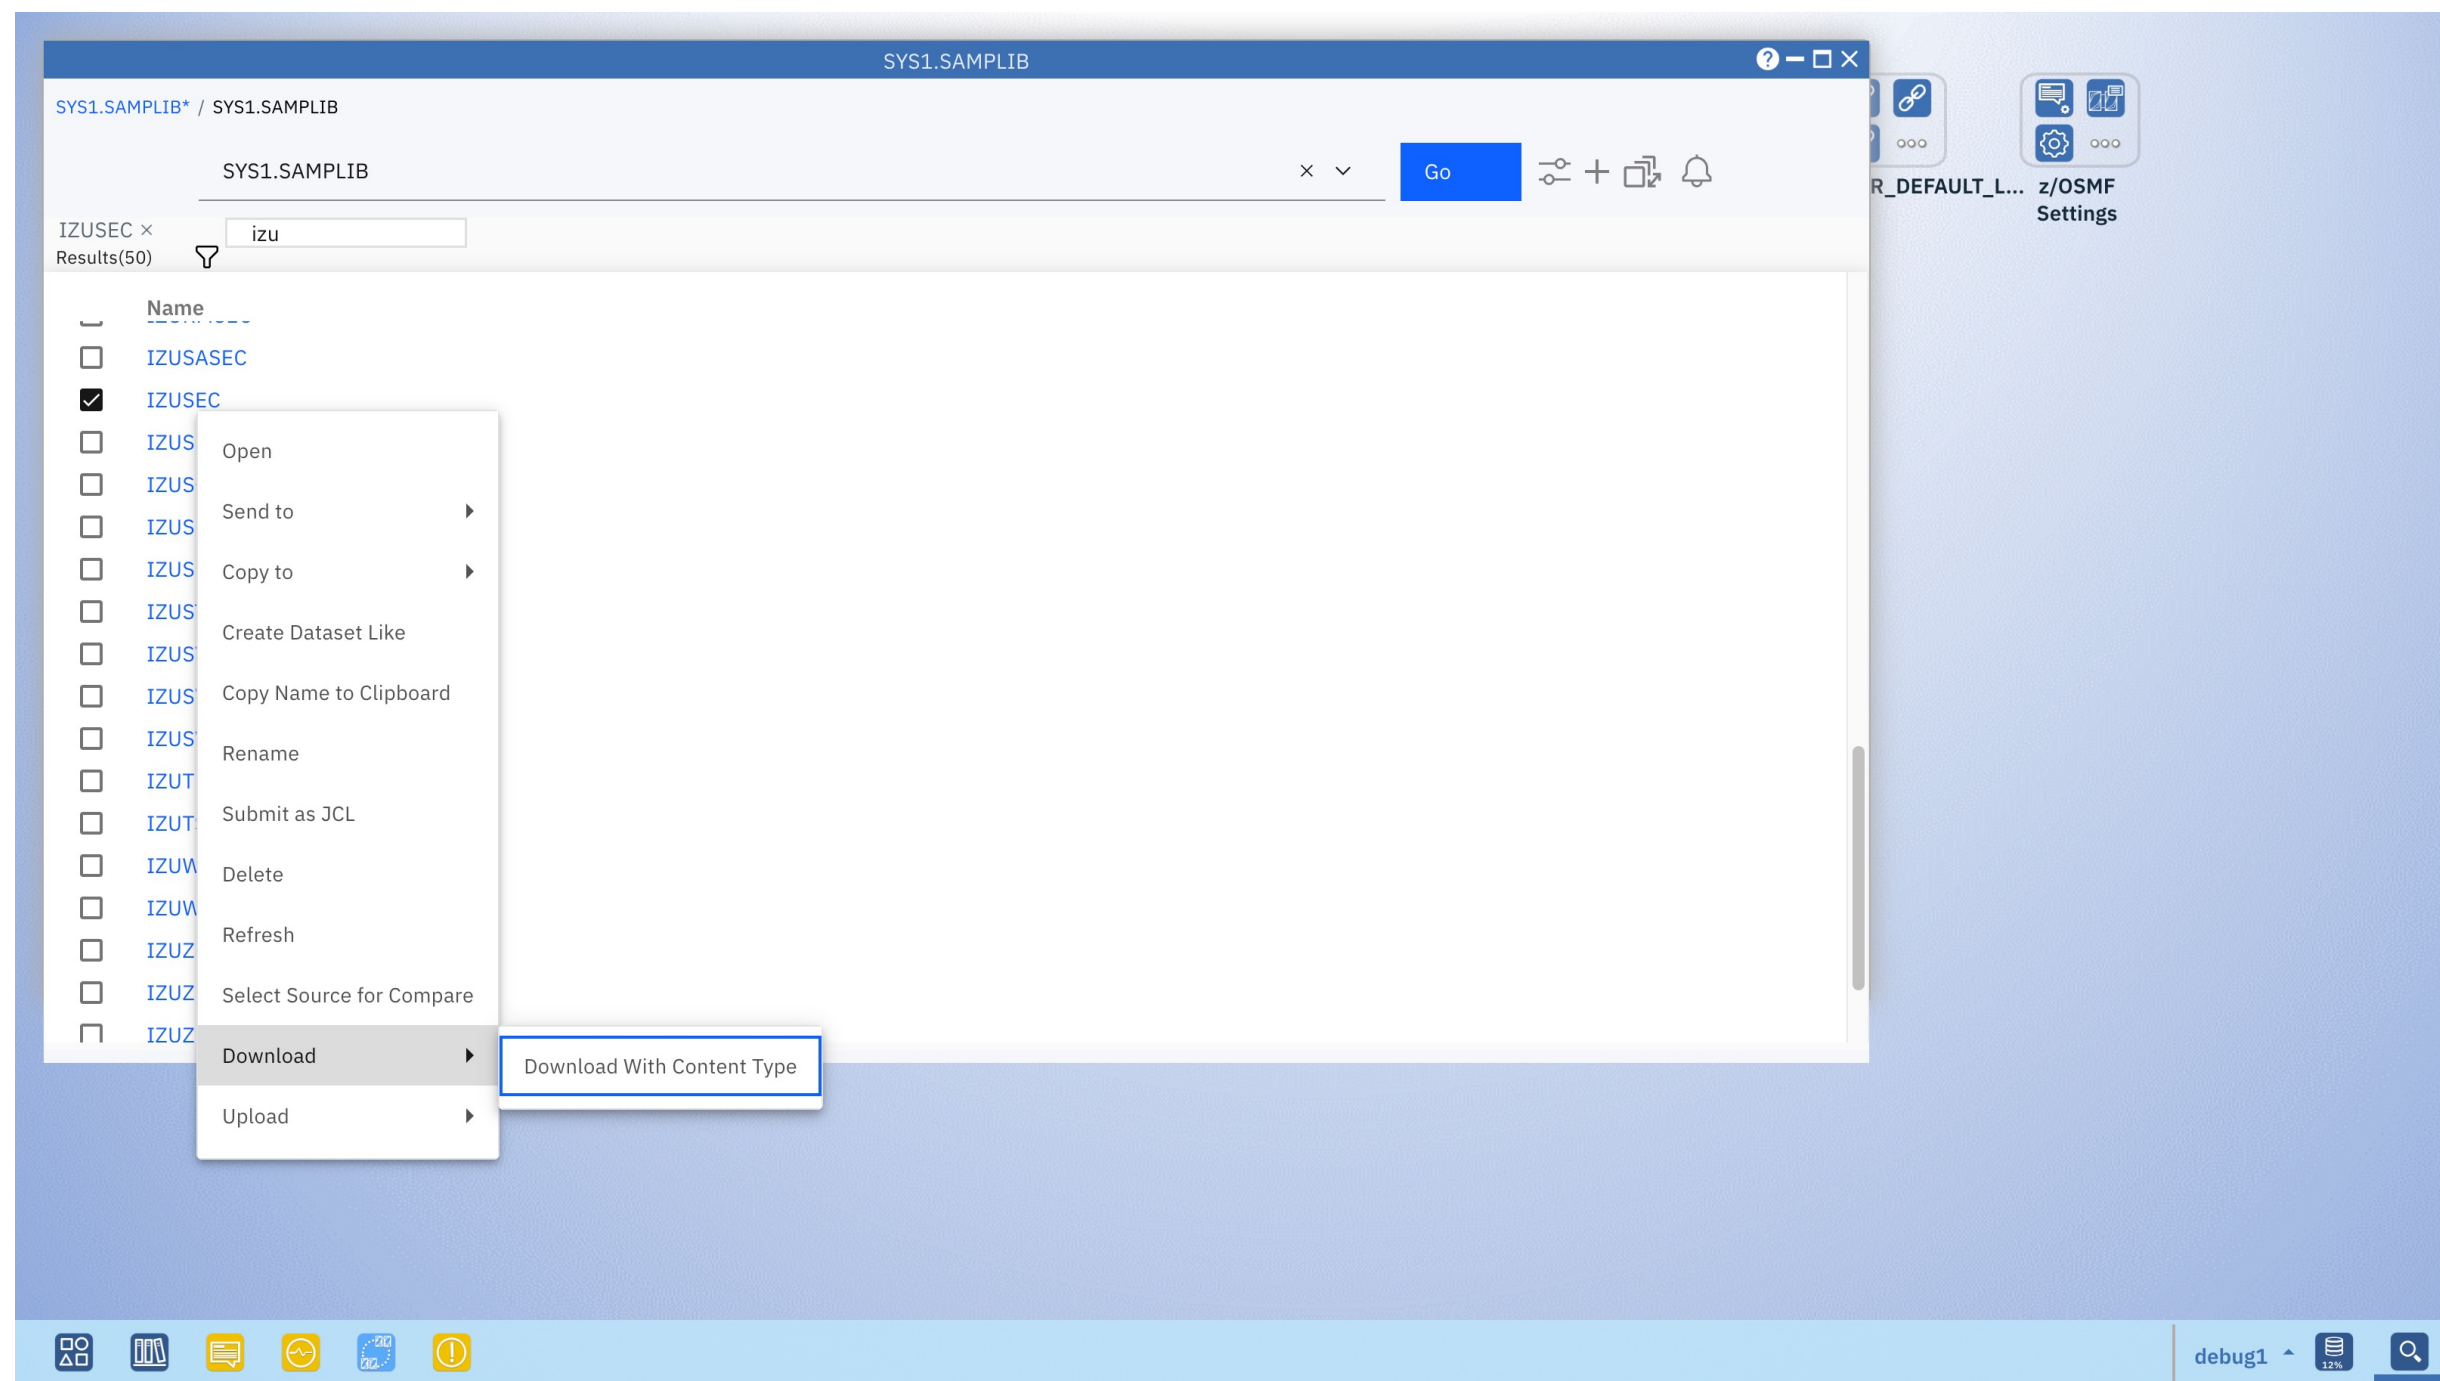 SYS1.SAMPLIB
SYS1.SAMPLIB* / SYS1.SAMPLIB
SYS1.SAMPLIB
Go
R_DEFAULT_L...
z/OSMF
Settings
IZUSEC
izu
Results(50)
Name
IZUSASEC
IZUSEC
IZUS
Open
IZUS
Send to
IZUS
IZUS
Copy to
IZUS
Create Dataset Like
IZUS
IZUS
Copy Name to Clipboard
IZUS
Rename
IZUT
Submit as JCL
IZUT
IZUW
Delete
IZUW
Refresh
IZUZ
IZUZ
Select Source for Compare
IZUZ
Download
Download With Content Type
Upload
debug1
12%